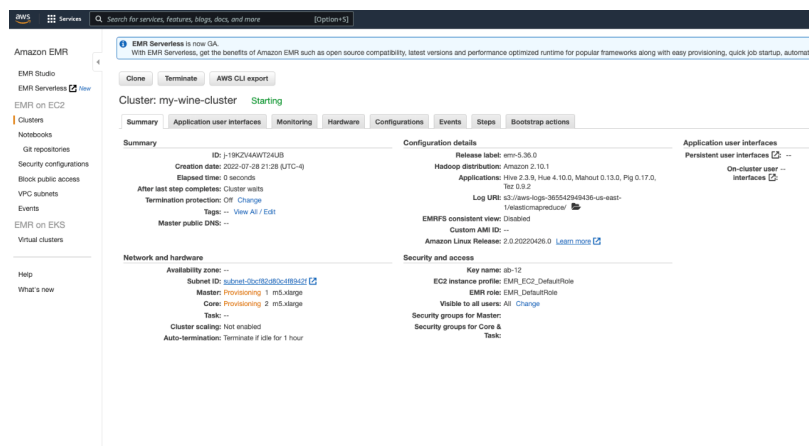 aws
Services
Search for services, features, blogs, docs, and more
[Option+S]
Amazon EMR
EMR Studio
EMR Serverless New
EMR on EC2
Clusters
Notebooks
Git repositories
Security configurations
Block public access
VPC subnets
Events
EMR on EKS
Virtual clusters
Help
What's new
EMR Serverless is now GA.
With EMR Serverless, get the benefits of Amazon EMR such as open source compatibility, latest versions and performance optimized runtime for popular frameworks along with easy provisioning, quick job startup, automat
Clone Terminate AWS CLI export
Cluster: my-wine-cluster Starting
Summary Application user interfaces Monitoring Hardware Configurations Events Steps Bootstrap actions
Summary
ID: j-19KZV4AWT24UB
Creation date: 2022-07-28 21:28 (UTC-4)
Elapsed time: 0 seconds
After last step completes: Cluster waits
Termination protection: Off Change
Tags: -- View All / Edit
Master public DNS: --
Configuration details
Release label: emr-5.36.0
Hadoop distribution: Amazon 2.10.1
Applications: Hive 2.3.9, Hue 4.10.0, Mahout 0.13.0, Pig 0.17.0,
Tez 0.9.2
Log URI: s3://aws-logs-365542949436-us-east-
1/elasticmapreduce/
EMRFS consistent view: Disabled
Custom AMI ID: --
Amazon Linux Release: 2.0.20220426.0 Learn more
Application user interfaces
Persistent user interfaces : --
On-cluster user --
interfaces :
Network and hardware
Availability zone: --
Subnet ID: subnet-0bcf82d80c4f8942f
Master: Provisioning 1 m5.xlarge
Core: Provisioning 2 m5.xlarge
Task: --
Cluster scaling: Not enabled
Auto-termination: Terminate if idle for 1 hour
Security and access
Key name: ab-12
EC2 instance profile: EMR_EC2_DefaultRole
EMR role: EMR_DefaultRole
Visible to all users: All Change
Security groups for Master:
Security groups for Core &
Task: